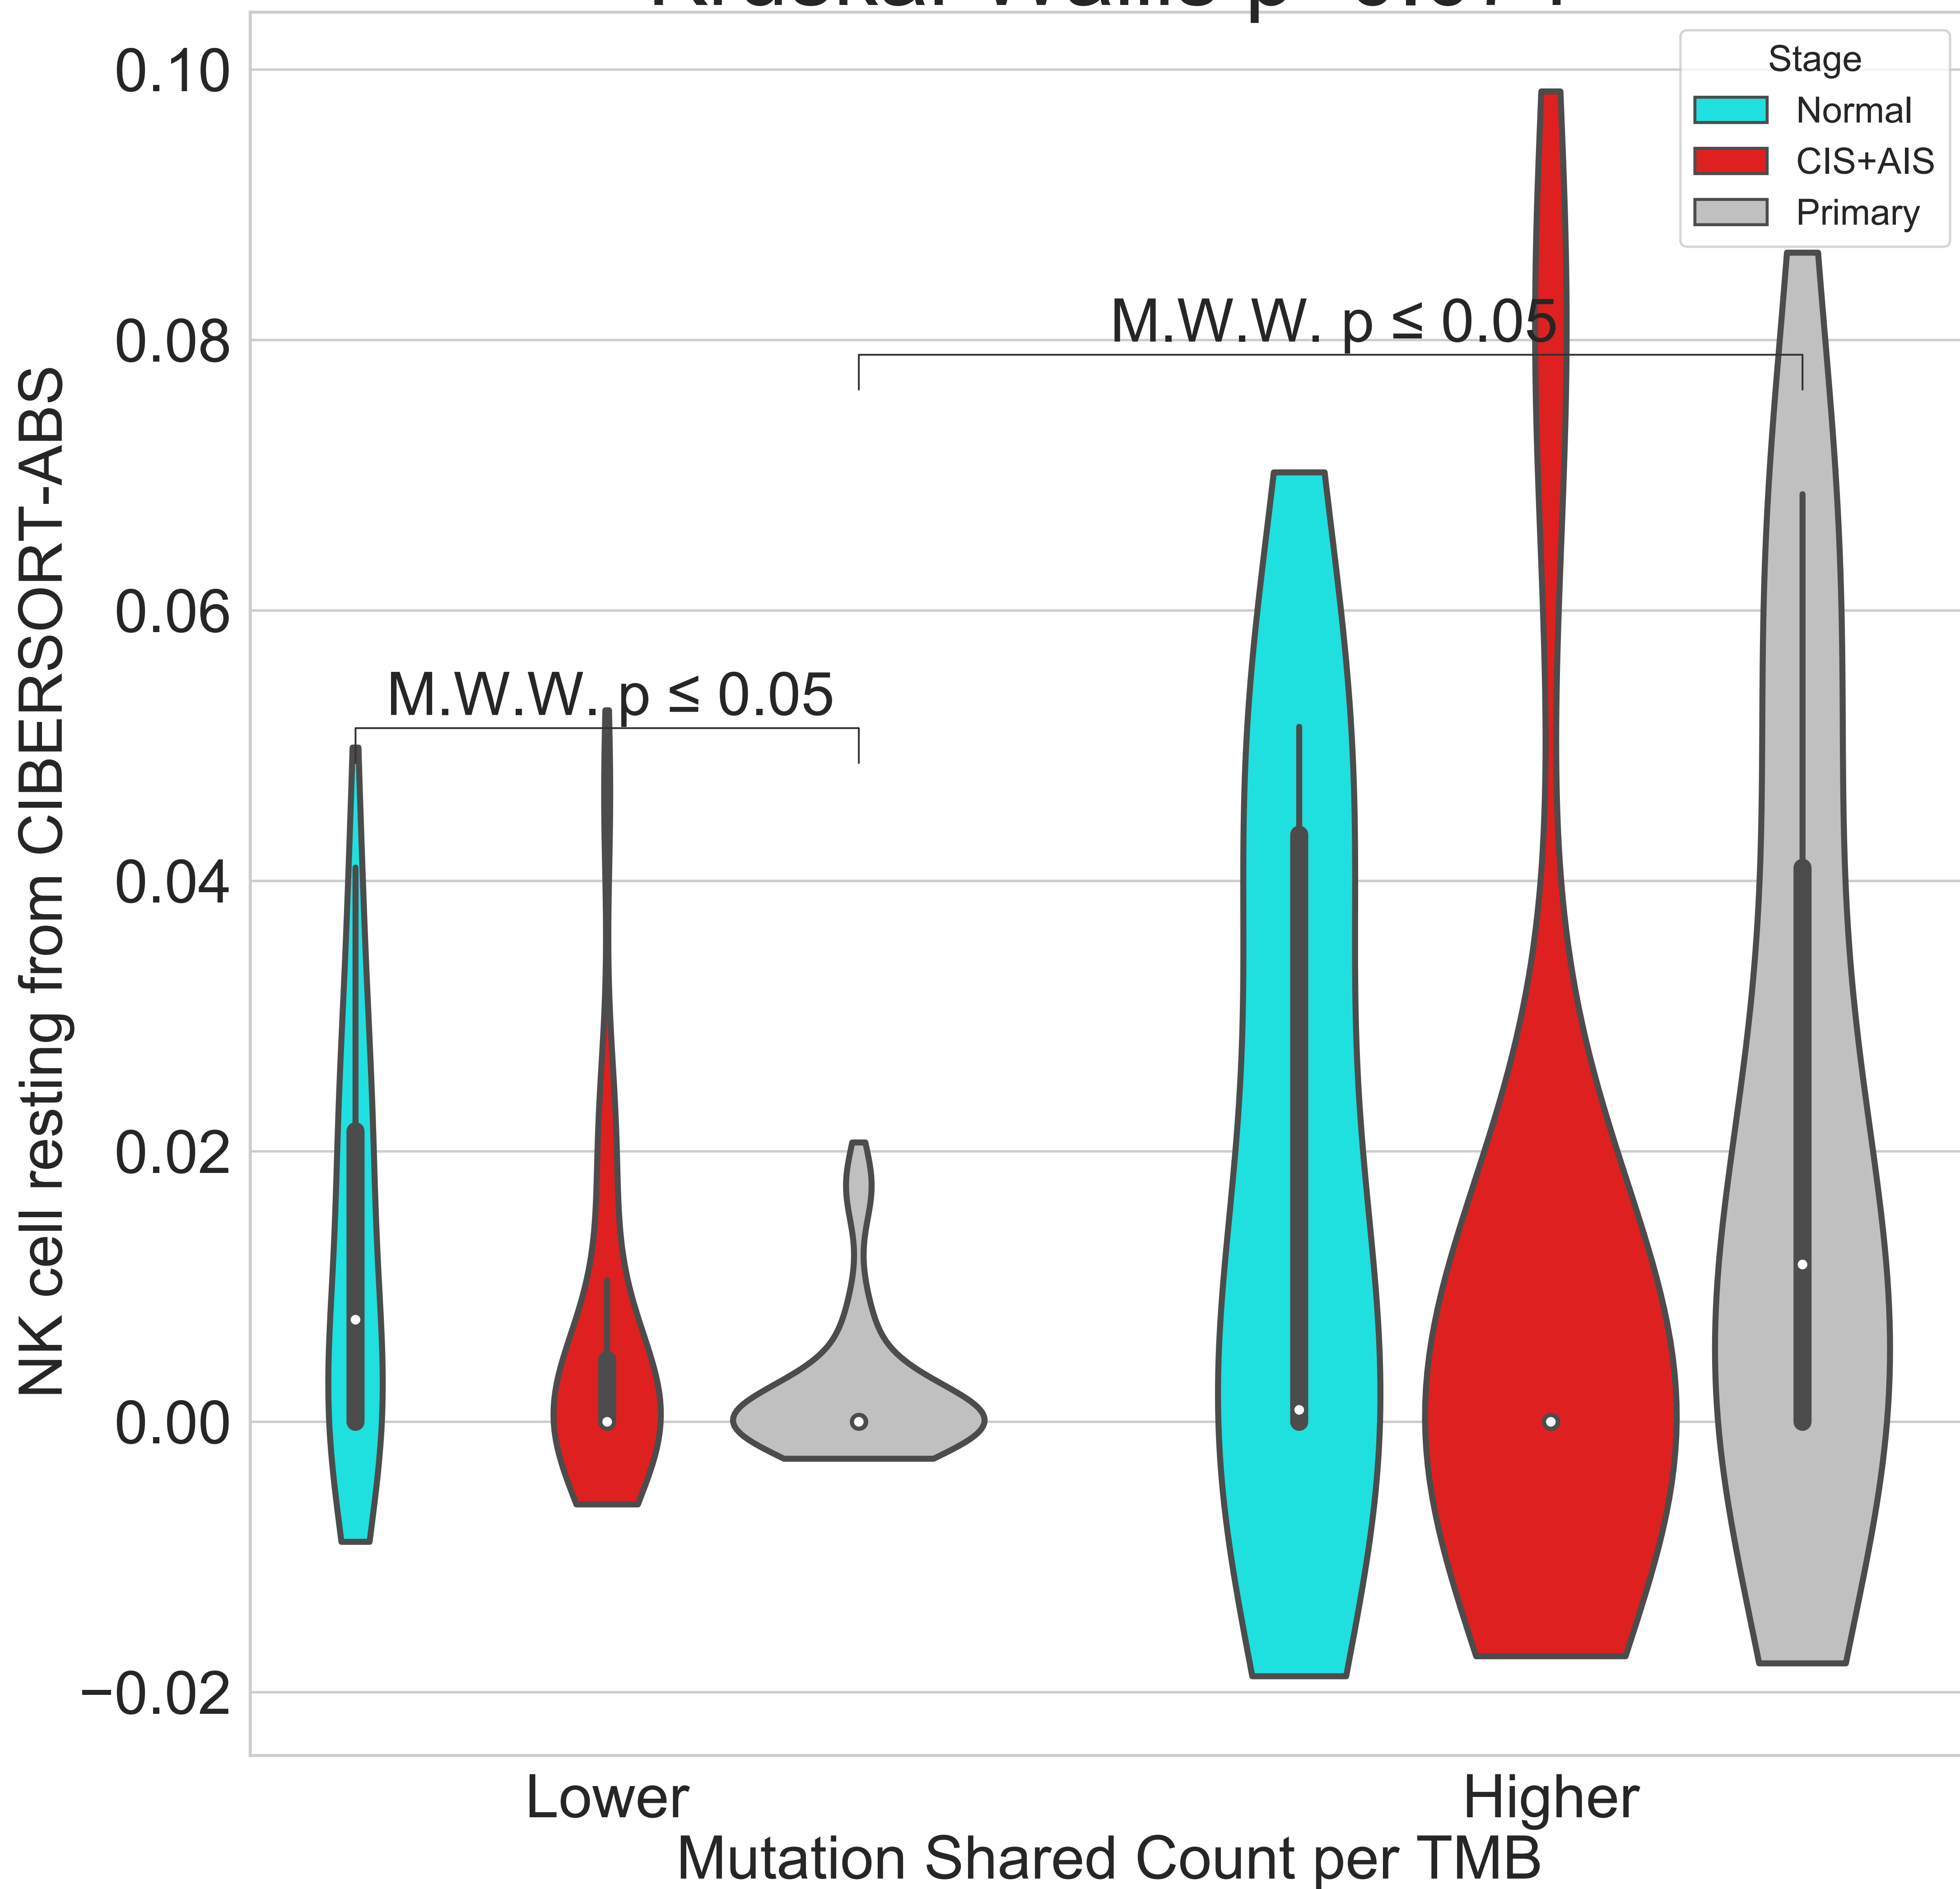 0.10
0.08
0.06
0.04
0.02
0.00
−0.02
NK cell resting from CIBERSORT-ABS
Stage
Normal
CIS+AIS
Primary
M.W.W. p ≤ 0.05
M.W.W. p ≤ 0.05
Lower
Higher
Mutation Shared Count per TMB